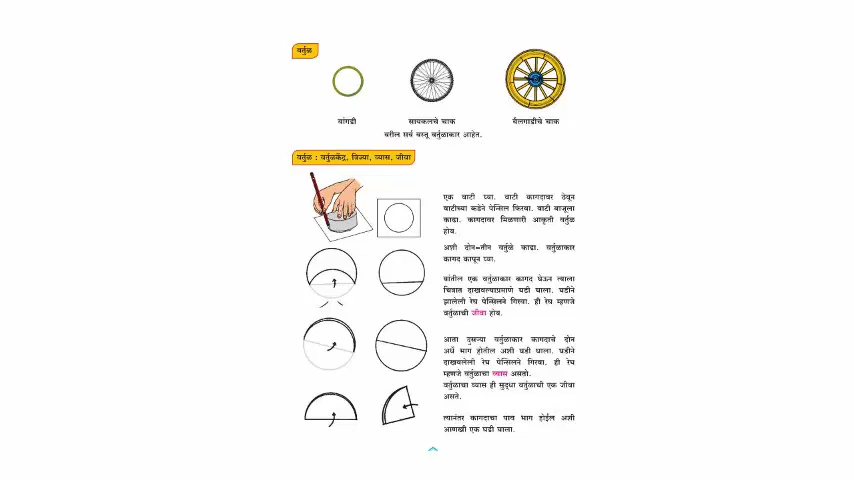 वर्तुळ
बांगडी सायकलचे चाक बैलगाडीचे चाक
वरील सर्व वस्तू वर्तुळाकार आहेत.
वर्तुळ : वर्तुळकेंद्र, त्रिज्या, व्यास, जीवा
एक वाटी घ्या. वाटी कागदावर ठेवून
वाटीच्या कडेने पेन्सिल फिरवा. वाटी बाजूला
काढा. कागदावर मिळणारी आकृती वर्तुळ
होय.
अशी दोन-तीन वर्तुळे काढा. वर्तुळाकार
कागद कापून घ्या.
यांतील एक वर्तुळाकार कागद घेऊन त्याला
चित्रात दाखवल्याप्रमाणे घडी घाला. घडीने
झालेली रेघ पेन्सिलने गिरवा. ही रेघ म्हणजे
वर्तुळाची जीवा होय.
आता दुसऱ्या वर्तुळाकार कागदाचे दोन
अर्धे भाग होतील अशी घडी घाला. घडीने
दाखवलेली रेघ पेन्सिलने गिरवा. ही रेघ
म्हणजे वर्तुळाचा व्यास असतो.
वर्तुळाचा व्यास ही सुद्धा वर्तुळाची एक जीवा
असते.
त्यानंतर कागदाचा पाव भाग होईल अशी
आणखी एक घडी घाला.